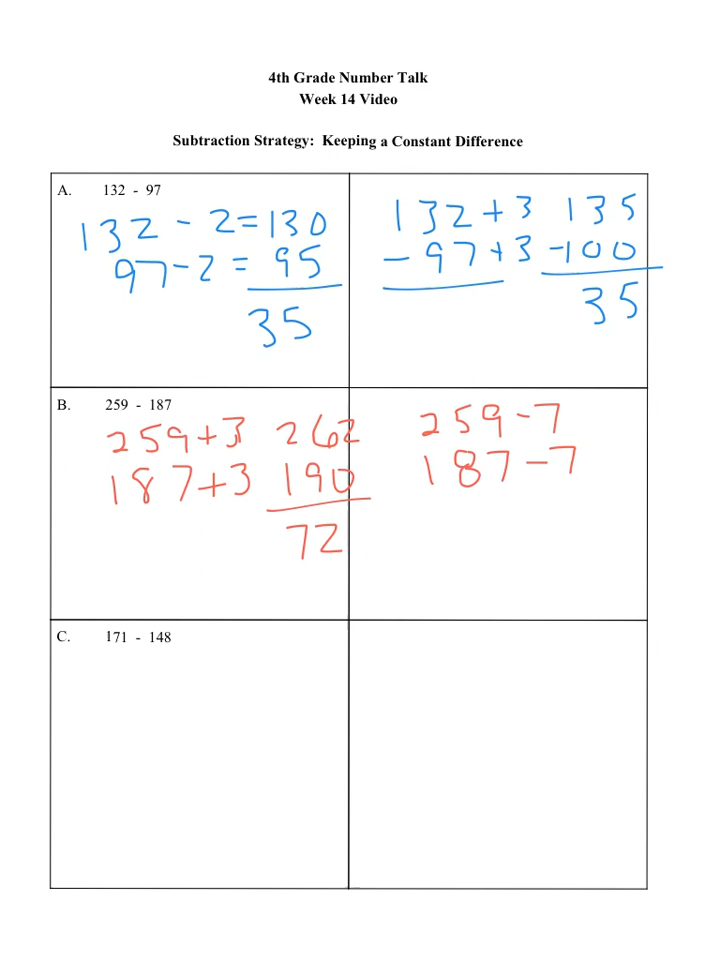 4th Grade Number Talk
Week 14 Video
Subtraction Strategy: Keeping a Constant Difference
A. 132 - 97
132 - 2 = 130
97 - 2 = 95
35
132 + 3 135
- 97 + 3 -100
35
B. 259 - 187
259 + 3 262
187 + 3 190
72
259 - 7
187 - 7
C. 171 - 148